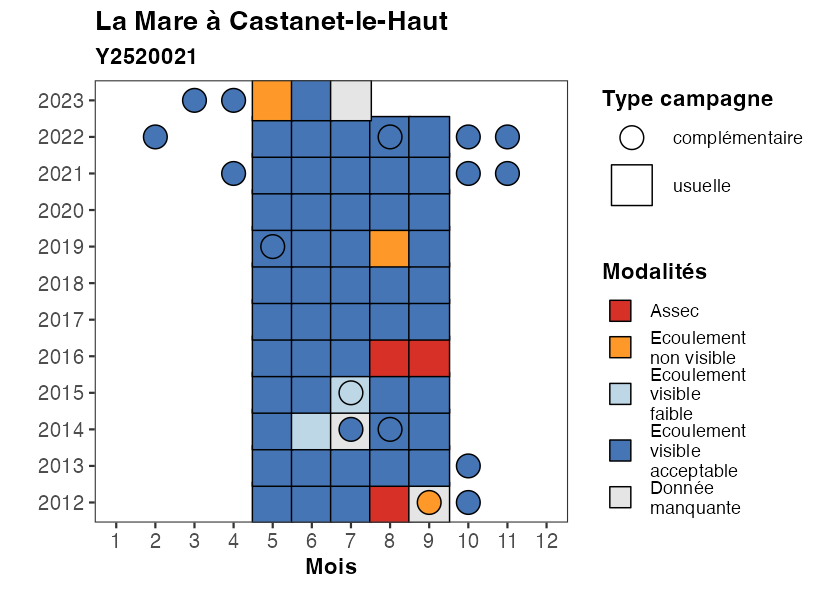 La Mare à Castanet-le-Haut
Y2520021
2023
2022
2021
2020
2019
2018
2017
2016
2015
2014
2013
2012
1 2 3 4 5 6 7 8 9 10 11 12
Mois
Type campagne
complémentaire
usuelle
Modalités
Assec
Ecoulement
non visible
Ecoulement
visible
faible
Ecoulement
visible
acceptable
Donnée
manquante